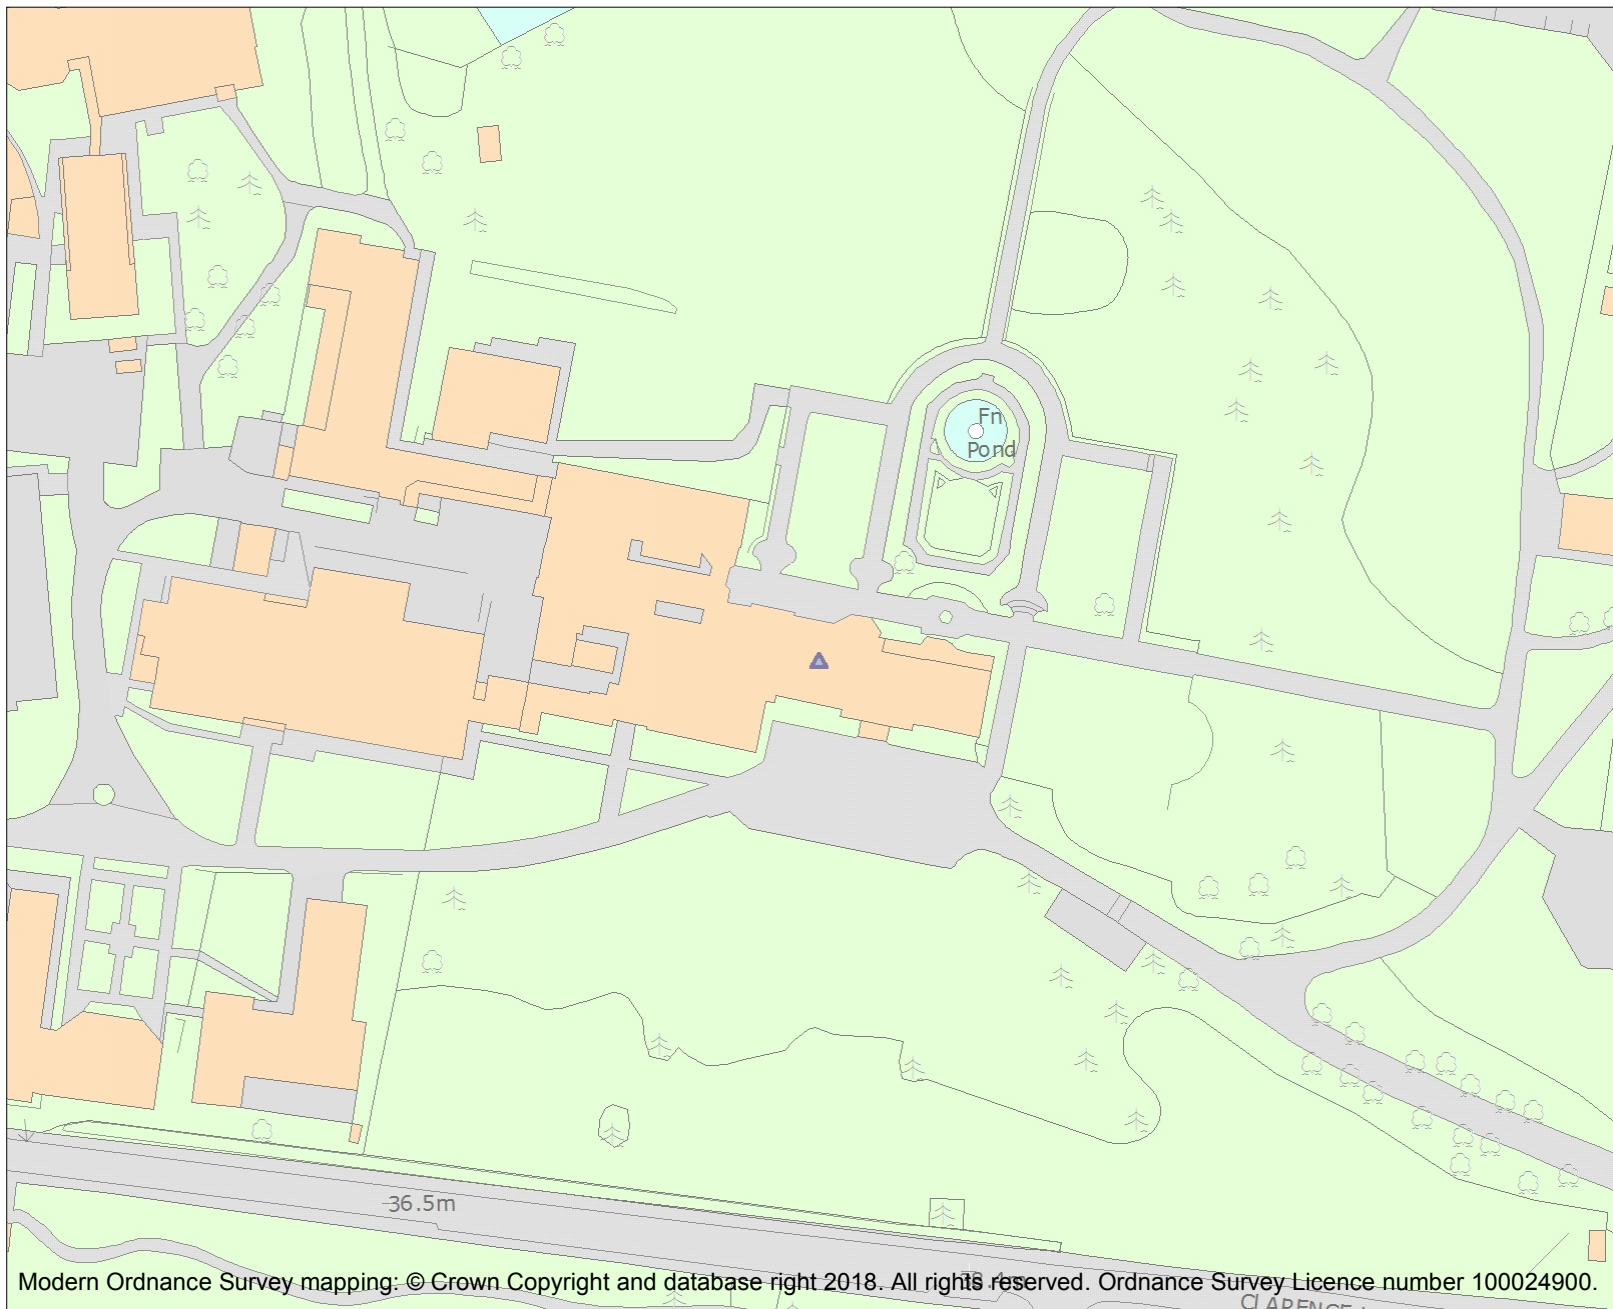 Fn
Pond
36.5m
Modern Ordnance Survey mapping: © Crown Copyright and database right 2018. All rights reserved. Ordnance Survey Licence number 100024900.
CLARENCE